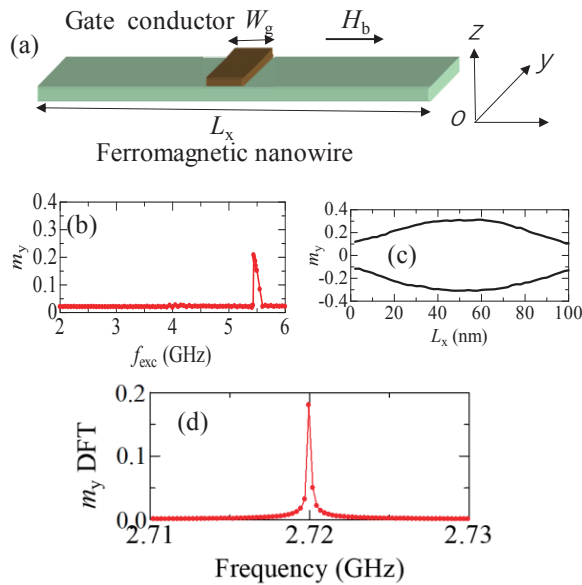 (a)
Gate conductor
W_g
H_b
z
y
o
L_x
Ferromagnetic nanowire
0.4
0.3
0.2
0.1
0
m_y
(b)
2 3 4 5 6
f_exc (GHz)
0.4
0.2
0
-0.2
-0.4
m_y
(c)
0 20 40 60 80 100
L_x (nm)
0.2
0.1
0.0
m_y DFT
(d)
2.71 2.72 2.73
Frequency (GHz)